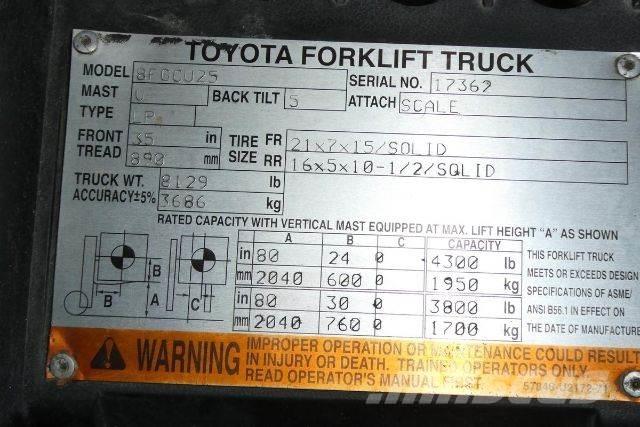 TOYOTA FORKLIFT TRUCK
MODEL 8FGCU25 SERIAL NO. 17367
MAST V BACK TILT 5 ATTACH SCALE
TYPE LP
FRONT TREAD 35 in 890 mm
TIRE SIZE FR 21x7x15/SOLID
RR 16x5x10-1/2/SOLID
TRUCK WT. 8129 lb
ACCURACY±5% 3686 kg
RATED CAPACITY WITH VERTICAL MAST EQUIPPED AT MAX. LIFT HEIGHT "A" AS SHOWN
A B C CAPACITY
in 80 24 0 4300 lb
mm 2040 600 0 1950 kg
in 80 30 0 3800 lb
mm 2040 760 0 1700 kg
B A B C
THIS FORKLIFT TRUCK
MEETS OR EXCEEDS DESIGN
SPECIFICATIONS OF ASME/
ANSI B56.1 IN EFFECT ON
THE DATE OF MANUFACTURE
WARNING
IMPROPER OPERATION OR MAINTENANCE COULD RESULT
IN INJURY OR DEATH. TRAINED OPERATORS ONLY.
READ OPERATOR'S MANUAL FIRST.